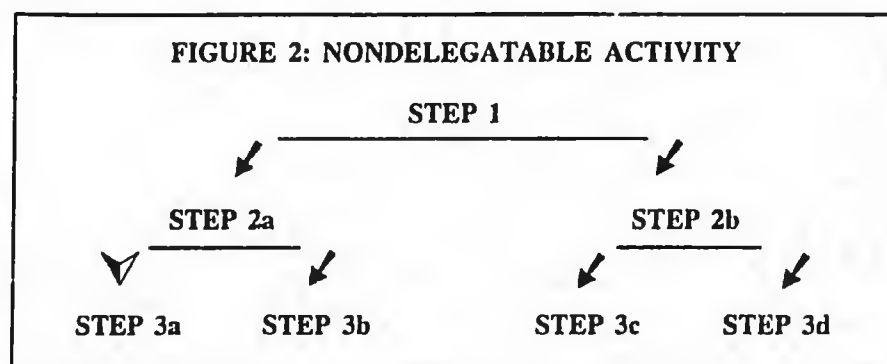 FIGURE 2: NONDELEGATABLE ACTIVITY
STEP 1
STEP 2a STEP 2b
STEP 3a STEP 3b STEP 3c STEP 3d